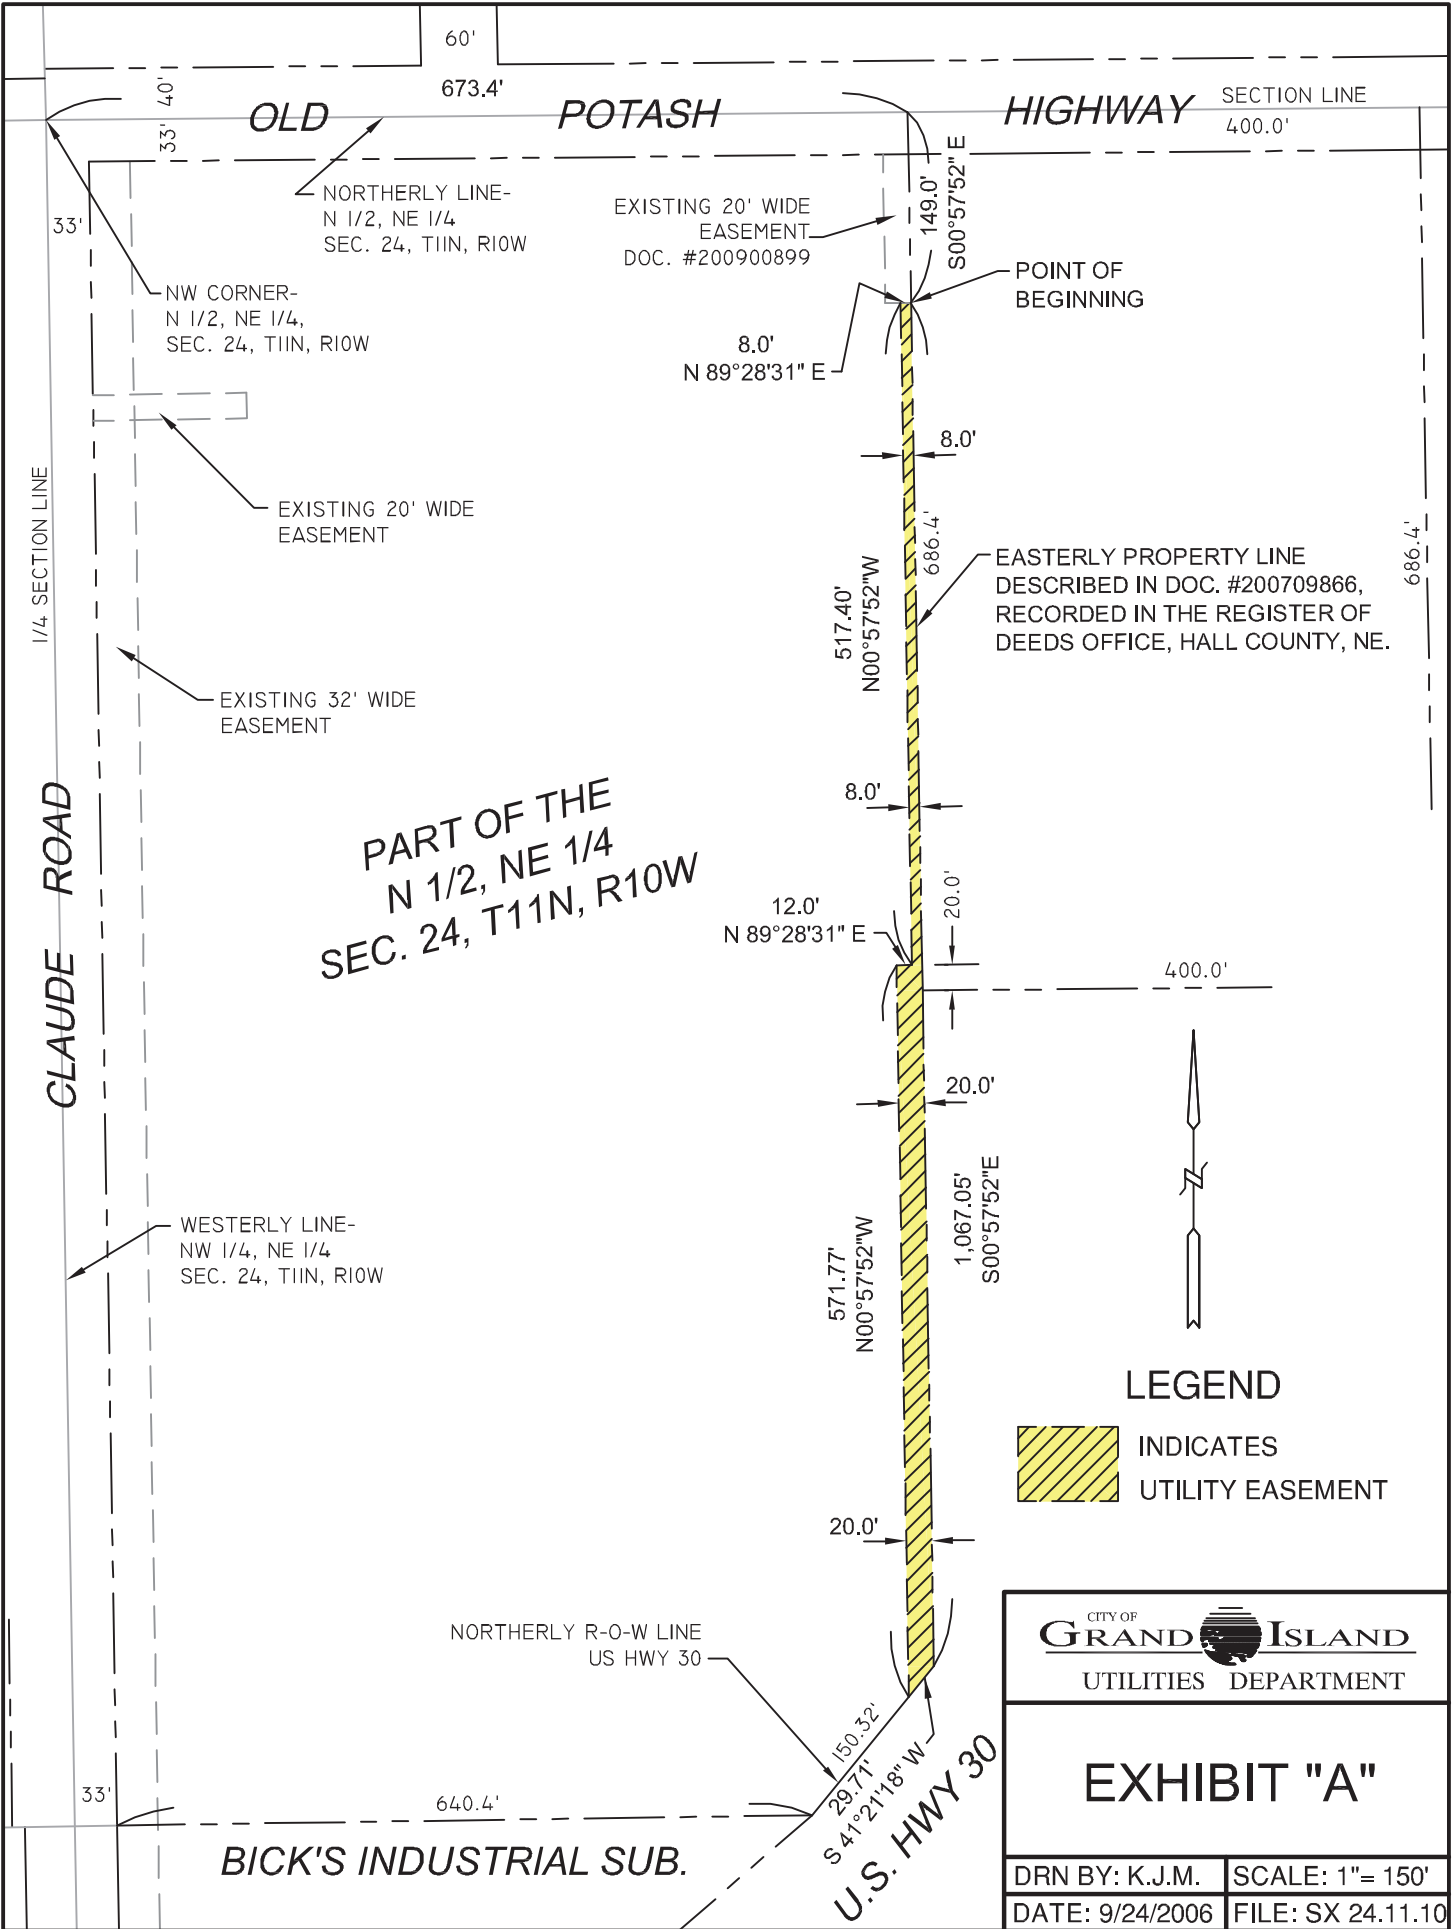 60'
673.4'
40'
33'
OLD POTASH HIGHWAY
SECTION LINE
400.0'
33'
NORTHERLY LINE-
N 1/2, NE 1/4
SEC. 24, T11N, R10W
EXISTING 20' WIDE
EASEMENT
DOC. #200900899
149.0'
S00°57'52" E
NW CORNER-
N 1/2, NE 1/4,
SEC. 24, T11N, R10W
POINT OF
BEGINNING
8.0'
N 89°28'31" E
8.0'
1/4 SECTION LINE
EXISTING 20' WIDE
EASEMENT
686.4'
517.40'
N00°57'52"W
EASTERLY PROPERTY LINE
DESCRIBED IN DOC. #200709866,
RECORDED IN THE REGISTER OF
DEEDS OFFICE, HALL COUNTY, NE.
686.4'
EXISTING 32' WIDE
EASEMENT
8.0'
CLAUDE ROAD
PART OF THE
N 1/2, NE 1/4
SEC. 24, T11N, R10W
12.0'
N 89°28'31" E
20.0'
400.0'
20.0'
1,067.05'
S00°57'52"E
WESTERLY LINE-
NW 1/4, NE 1/4
SEC. 24, T11N, R10W
571.77'
N00°57'52"W
LEGEND
INDICATES
UTILITY EASEMENT
20.0'
NORTHERLY R-O-W LINE
US HWY 30
150.32'
29.71'
S 41°21'18" W
U.S. HWY 30
33'
640.4'
BICK'S INDUSTRIAL SUB.
CITY OF
GRAND ISLAND
UTILITIES DEPARTMENT
EXHIBIT "A"
DRN BY: K.J.M.
SCALE: 1"= 150'
DATE: 9/24/2006
FILE: SX 24.11.10